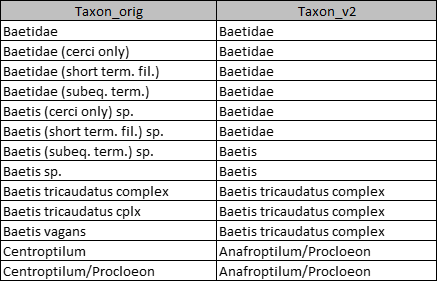 Taxon_orig Taxon_v2
Baetidae Baetidae
Baetidae (cerci only) Baetidae
Baetidae (short term. fil.) Baetidae
Baetidae (subeq. term.) Baetidae
Baetis (cerci only) sp. Baetidae
Baetis (short term. fil.) sp. Baetidae
Baetis (subeq. term.) sp. Baetis
Baetis sp. Baetis
Baetis tricaudatus complex Baetis tricaudatus complex
Baetis tricaudatus cplx Baetis tricaudatus complex
Baetis vagans Baetis tricaudatus complex
Centroptilum Anafroptilum/Procloeon
Centroptilum/Procloeon Anafroptilum/Procloeon